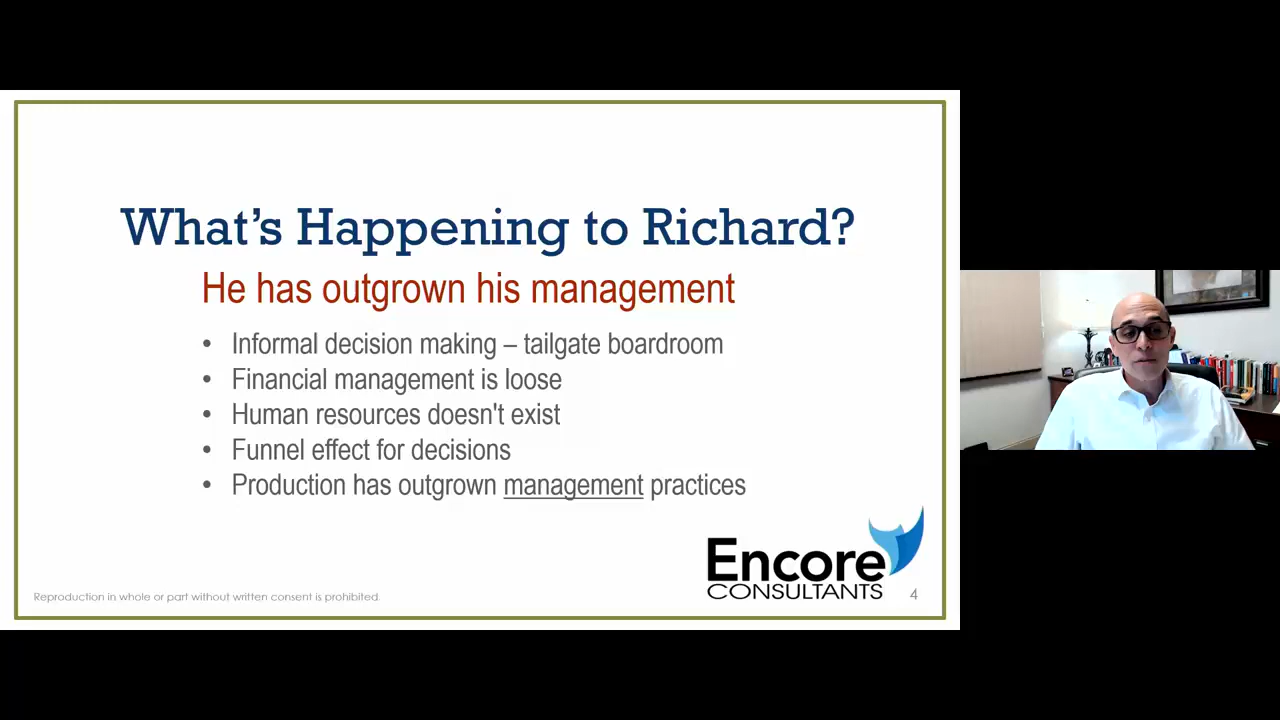 What's Happening to Richard?
He has outgrown his management
• Informal decision making – tailgate boardroom
• Financial management is loose
• Human resources doesn't exist
• Funnel effect for decisions
• Production has outgrown management practices
Encore
CONSULTANTS
Reproduction in whole or part without written consent is prohibited.
4